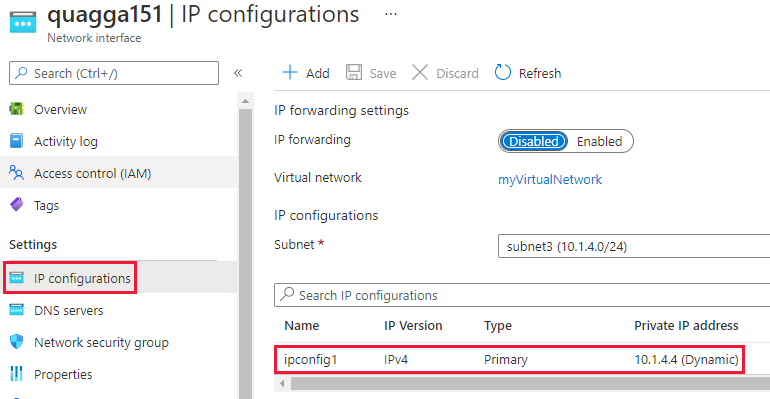 quagga151 | IP configurations ...
Network interface
Search (Ctrl+/)
«
Overview
Activity log
Access control (IAM)
Tags
Settings
IP configurations
DNS servers
Network security group
Properties
Add Save Discard Refresh
IP forwarding settings
IP forwarding Disabled Enabled
Virtual network myVirtualNetwork
IP configurations
Subnet * subnet3 (10.1.4.0/24)
Search IP configurations
Name IP Version Type Private IP address
ipconfig1 IPv4 Primary 10.1.4.4 (Dynamic)